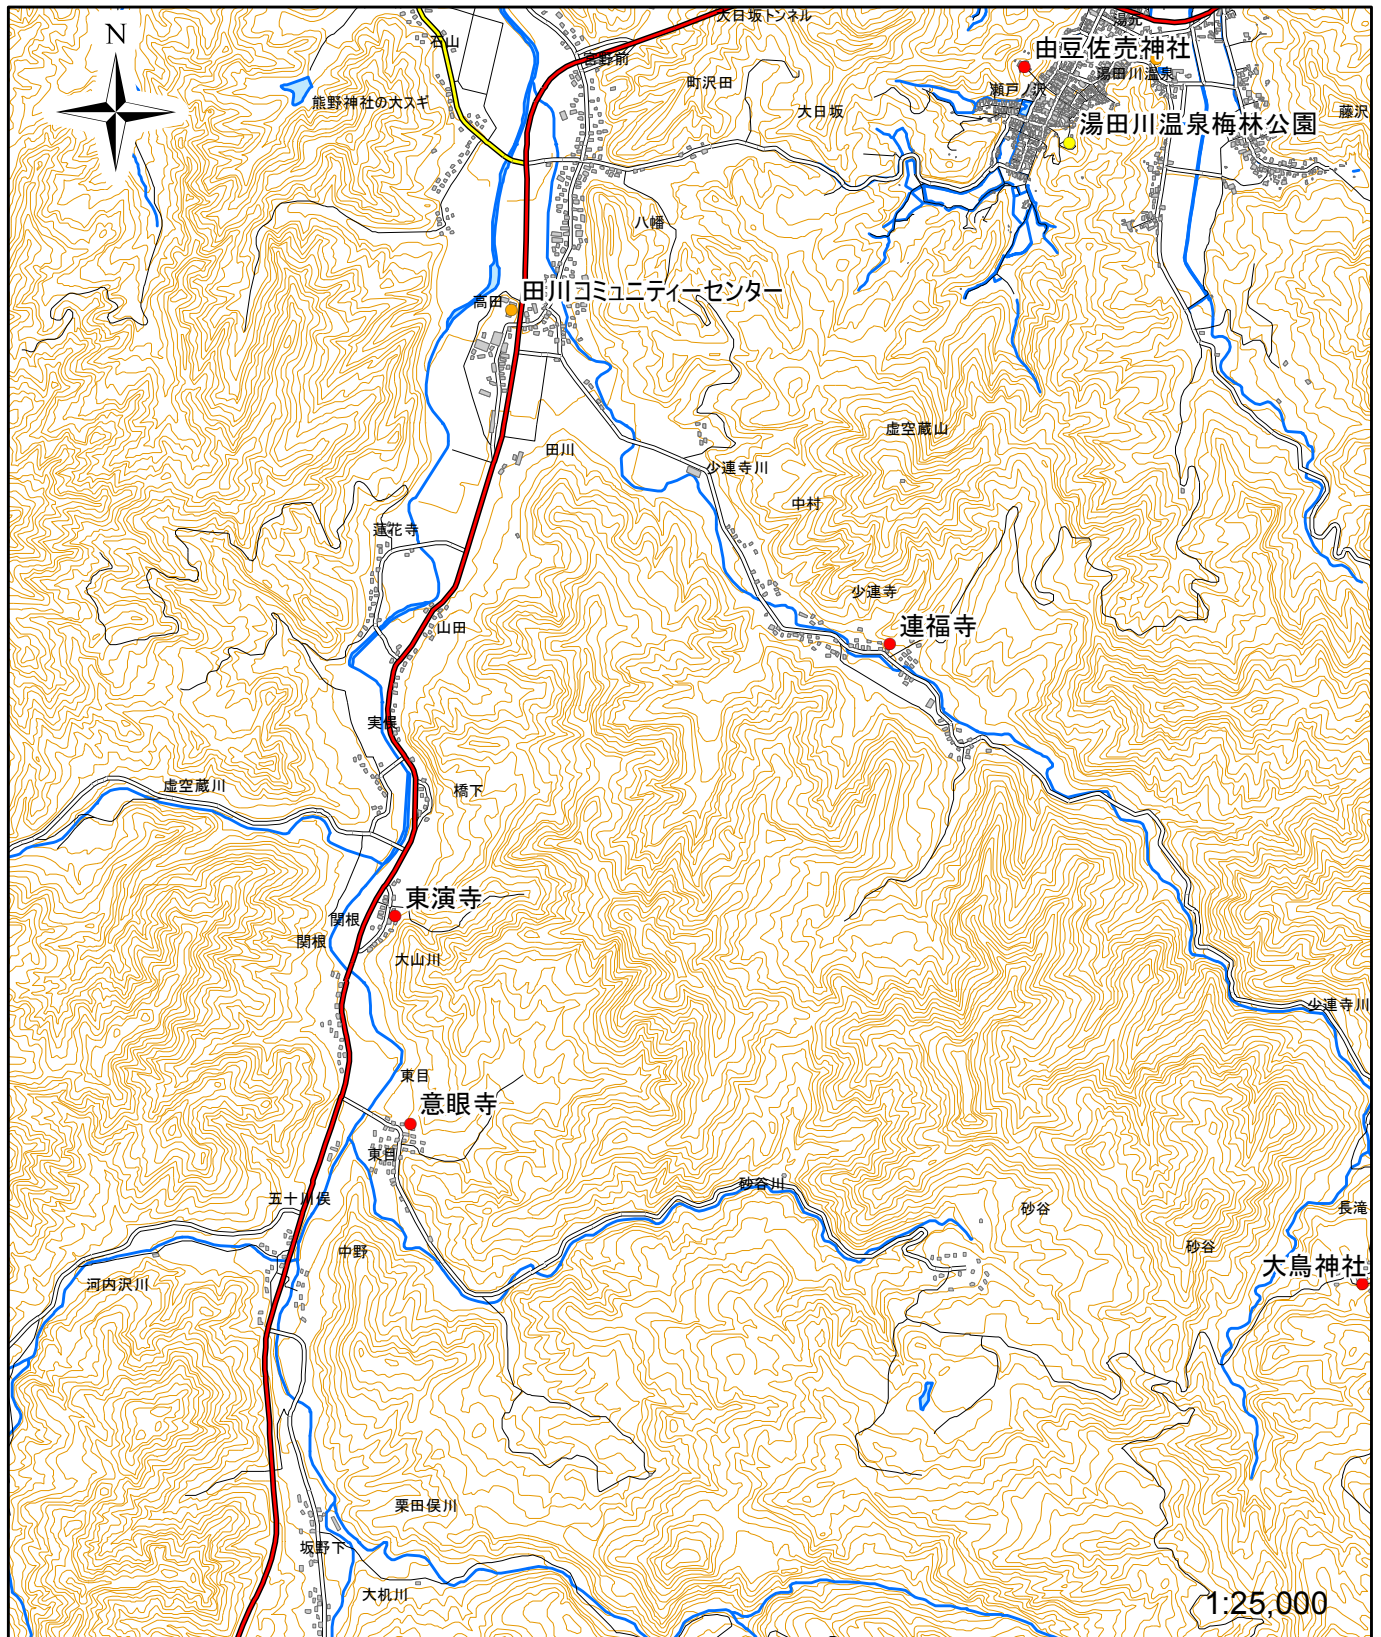 大日坂トンネル
湯尻
N
石山
宮野前
由豆佐売神社
湯田川温泉
町沢田
瀬戸ノ沢
熊野神社の大スギ
大日坂
藤沢
湯田川温泉梅林公園
八幡
田川コミュニティーセンター
高田
虚空蔵山
田川
少連寺川
中村
蓮花寺
少連寺
山田
連福寺
実俣
虚空蔵川
橋下
東演寺
関根
関根
大山川
少連寺川
東目
意眼寺
東目
砂谷川
五十川俣
砂谷
長滝
中野
砂谷
大鳥神社
河内沢川
栗田俣川
坂野下
大机川
1:25,000